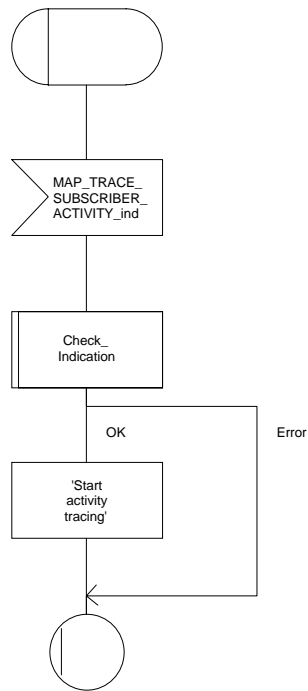 MAP_TRACE_
SUBSCRIBER_
ACTIVITY_ind
Check_
Indication
OK
Error
'Start
activity
tracing'